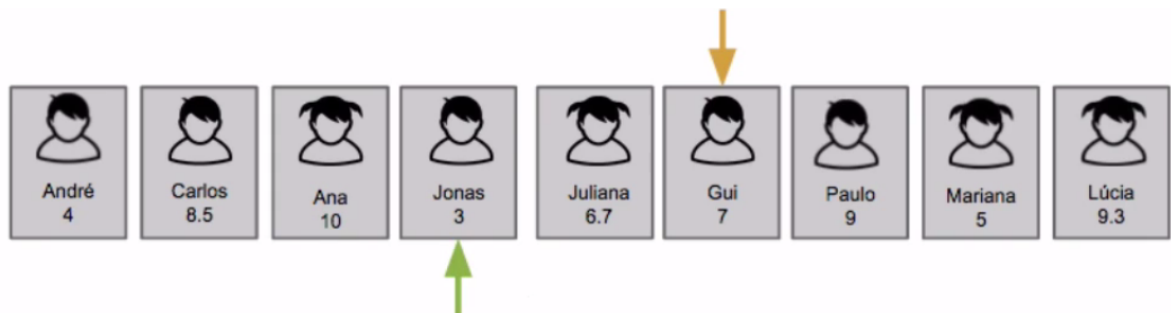 André
4
Carlos
8.5
Ana
10
Jonas
3
Juliana
6.7
Gui
7
Paulo
9
Mariana
5
Lúcia
9.3